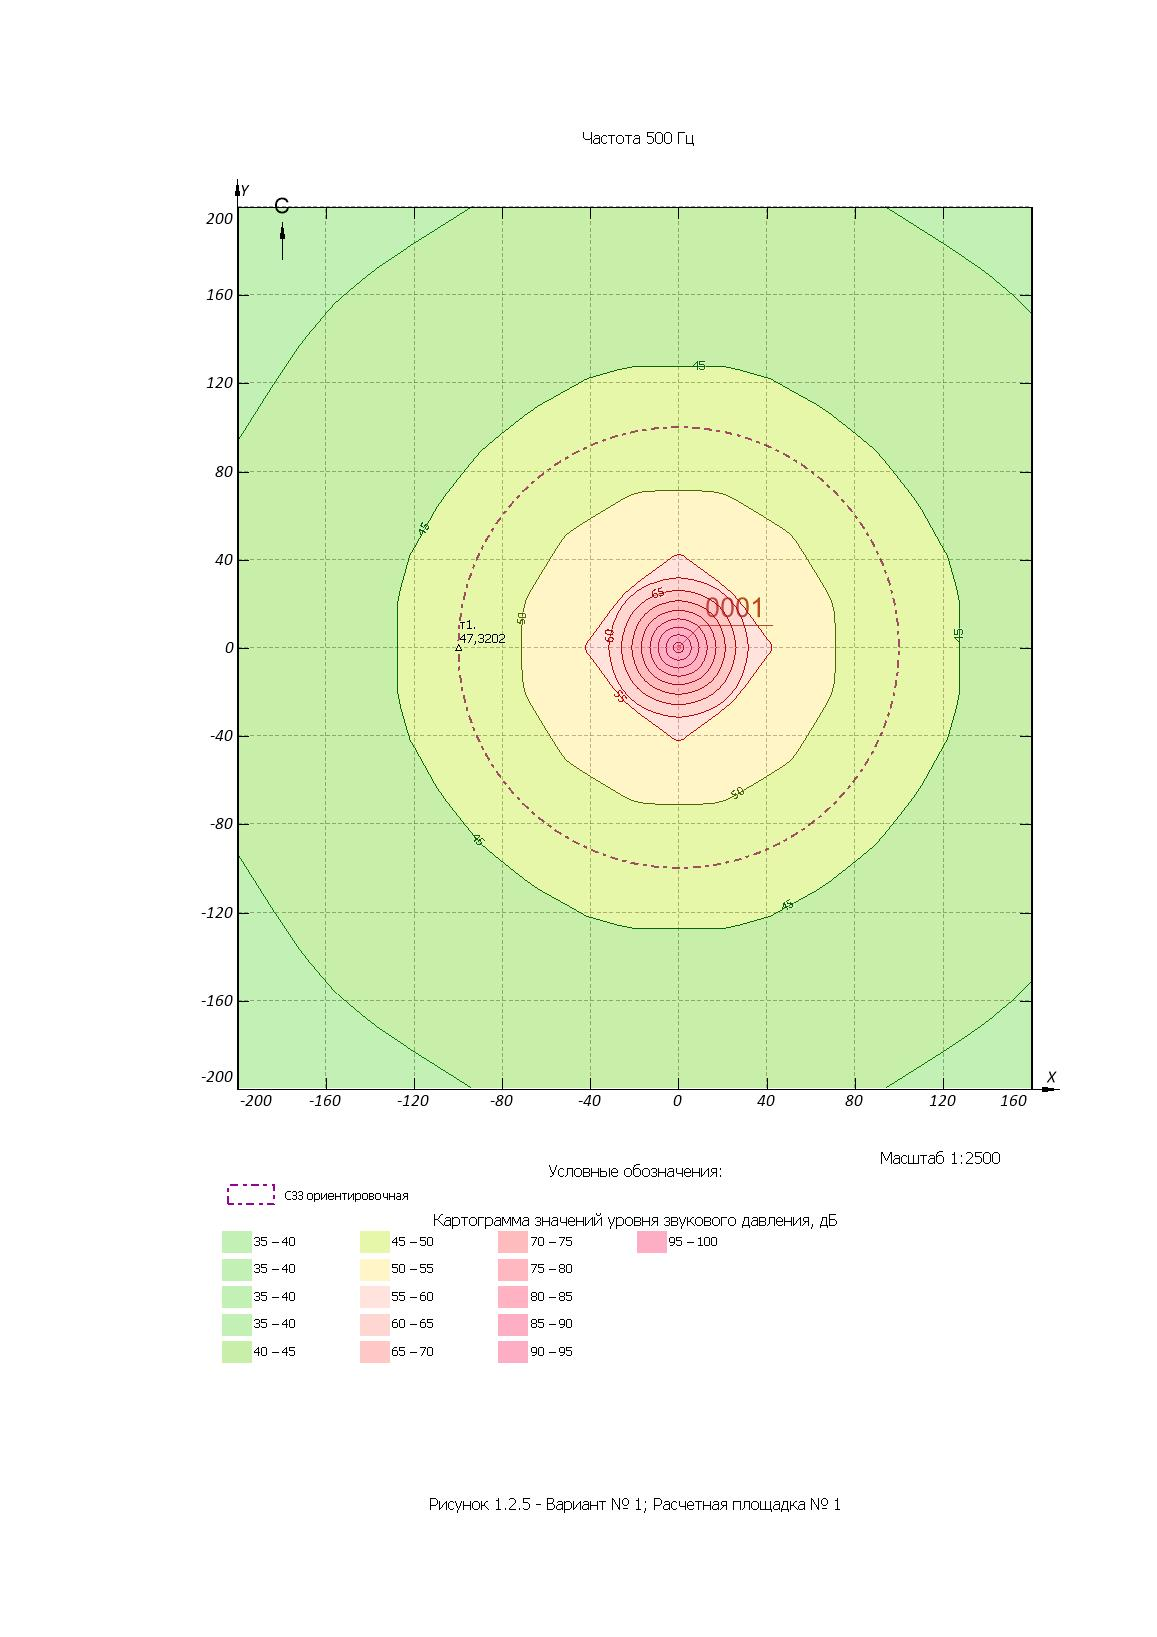 Частота 500 Гц
Y
С
200
160
120
80
40
0
-40
-80
-120
-160
-200
45
45
45
45
45
50
50
55
60
65
0001
т1.
47,3202
X
-200 -160 -120 -80 -40 0 40 80 120 160
Масштаб 1:2500
Условные обозначения:
СЗЗ ориентировочная
Картограмма значений уровня звукового давления, дБ
35 – 40 45 – 50 70 – 75 95 – 100
35 – 40 50 – 55 75 – 80
35 – 40 55 – 60 80 – 85
35 – 40 60 – 65 85 – 90
40 – 45 65 – 70 90 – 95
Рисунок 1.2.5 - Вариант № 1; Расчетная площадка № 1